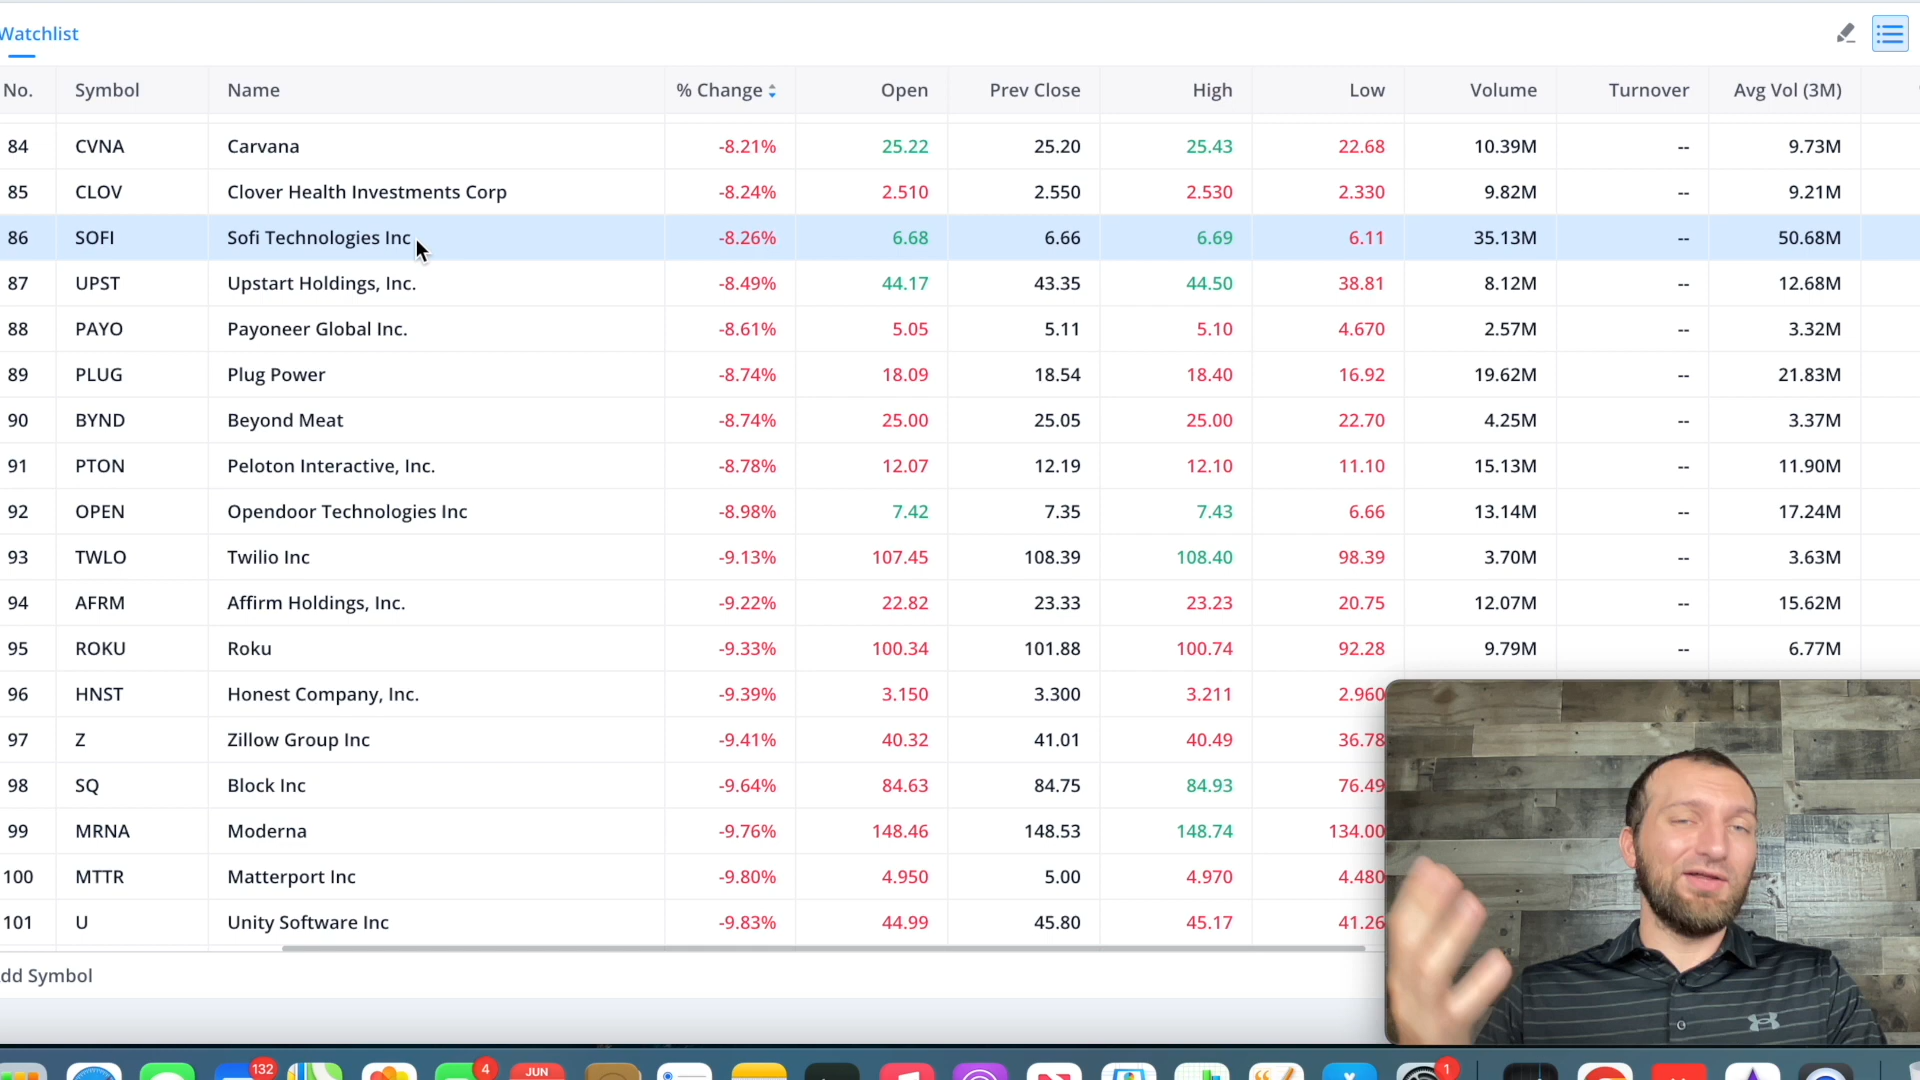 Watchlist
No. Symbol Name % Change Open Prev Close High Low Volume Turnover Avg Vol (3M)
84 CVNA Carvana -8.21% 25.22 25.20 25.43 22.68 10.39M -- 9.73M
85 CLOV Clover Health Investments Corp -8.24% 2.510 2.550 2.530 2.330 9.82M -- 9.21M
86 SOFI Sofi Technologies Inc -8.26% 6.68 6.66 6.69 6.11 35.13M -- 50.68M
87 UPST Upstart Holdings, Inc. -8.49% 44.17 43.35 44.50 38.81 8.12M -- 12.68M
88 PAYO Payoneer Global Inc. -8.61% 5.05 5.11 5.10 4.670 2.57M -- 3.32M
89 PLUG Plug Power -8.74% 18.09 18.54 18.40 16.92 19.62M -- 21.83M
90 BYND Beyond Meat -8.74% 25.00 25.05 25.00 22.70 4.25M -- 3.37M
91 PTON Peloton Interactive, Inc. -8.78% 12.07 12.19 12.10 11.10 15.13M -- 11.90M
92 OPEN Opendoor Technologies Inc -8.98% 7.42 7.35 7.43 6.66 13.14M -- 17.24M
93 TWLO Twilio Inc -9.13% 107.45 108.39 108.40 98.39 3.70M -- 3.63M
94 AFRM Affirm Holdings, Inc. -9.22% 22.82 23.33 23.23 20.75 12.07M -- 15.62M
95 ROKU Roku -9.33% 100.34 101.88 100.74 92.28 9.79M -- 6.77M
96 HNST Honest Company, Inc. -9.39% 3.150 3.300 3.211 2.960
97 Z Zillow Group Inc -9.41% 40.32 41.01 40.49 36.78
98 SQ Block Inc -9.64% 84.63 84.75 84.93 76.49
99 MRNA Moderna -9.76% 148.46 148.53 148.74 134.00
100 MTTR Matterport Inc -9.80% 4.950 5.00 4.970 4.480
101 U Unity Software Inc -9.83% 44.99 45.80 45.17 41.26
dd Symbol
132 4 JUN 1